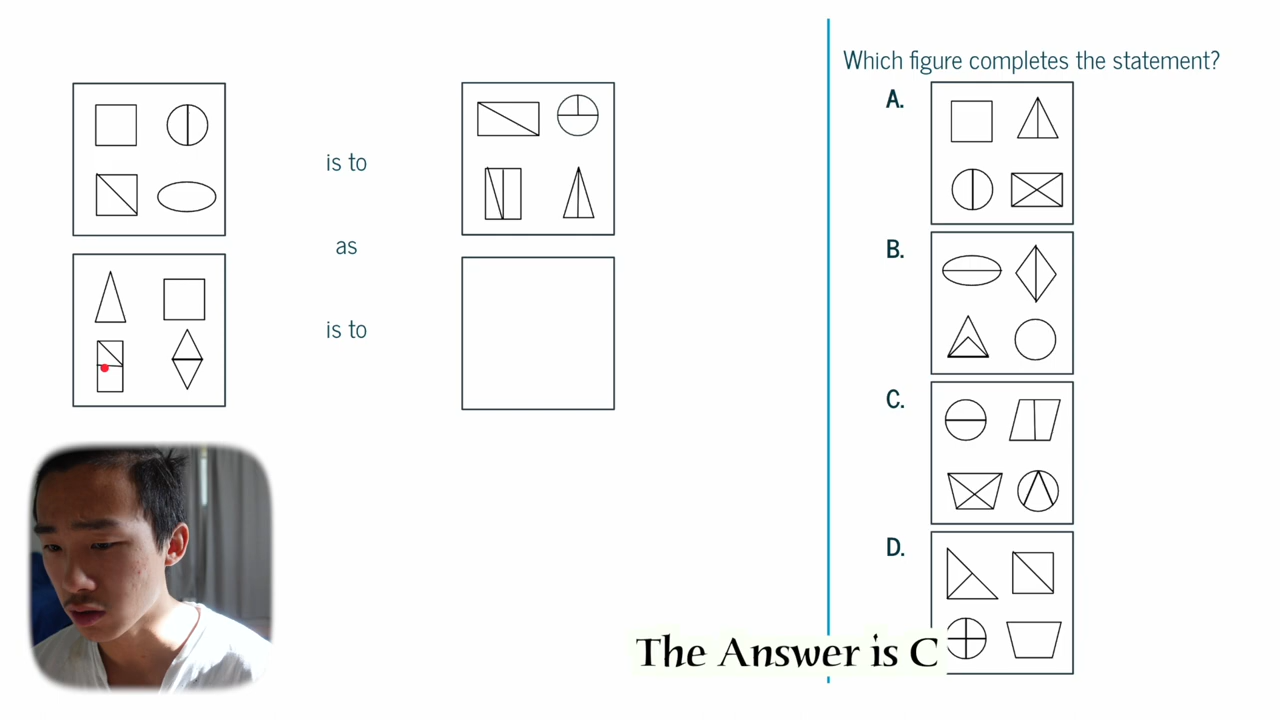 Which figure completes the statement?
A.
is to
as
B.
is to
C.
D.
The Answer is C